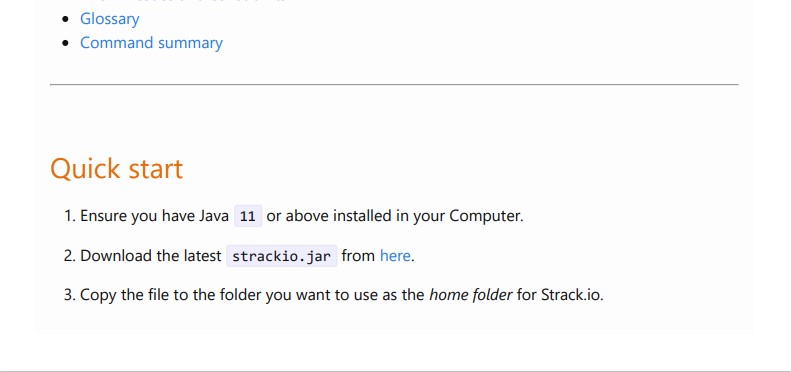 Glossary
Command summary
Quick start
1. Ensure you have Java 11 or above installed in your Computer.
2. Download the latest strackio.jar from here.
3. Copy the file to the folder you want to use as the home folder for Strack.io.